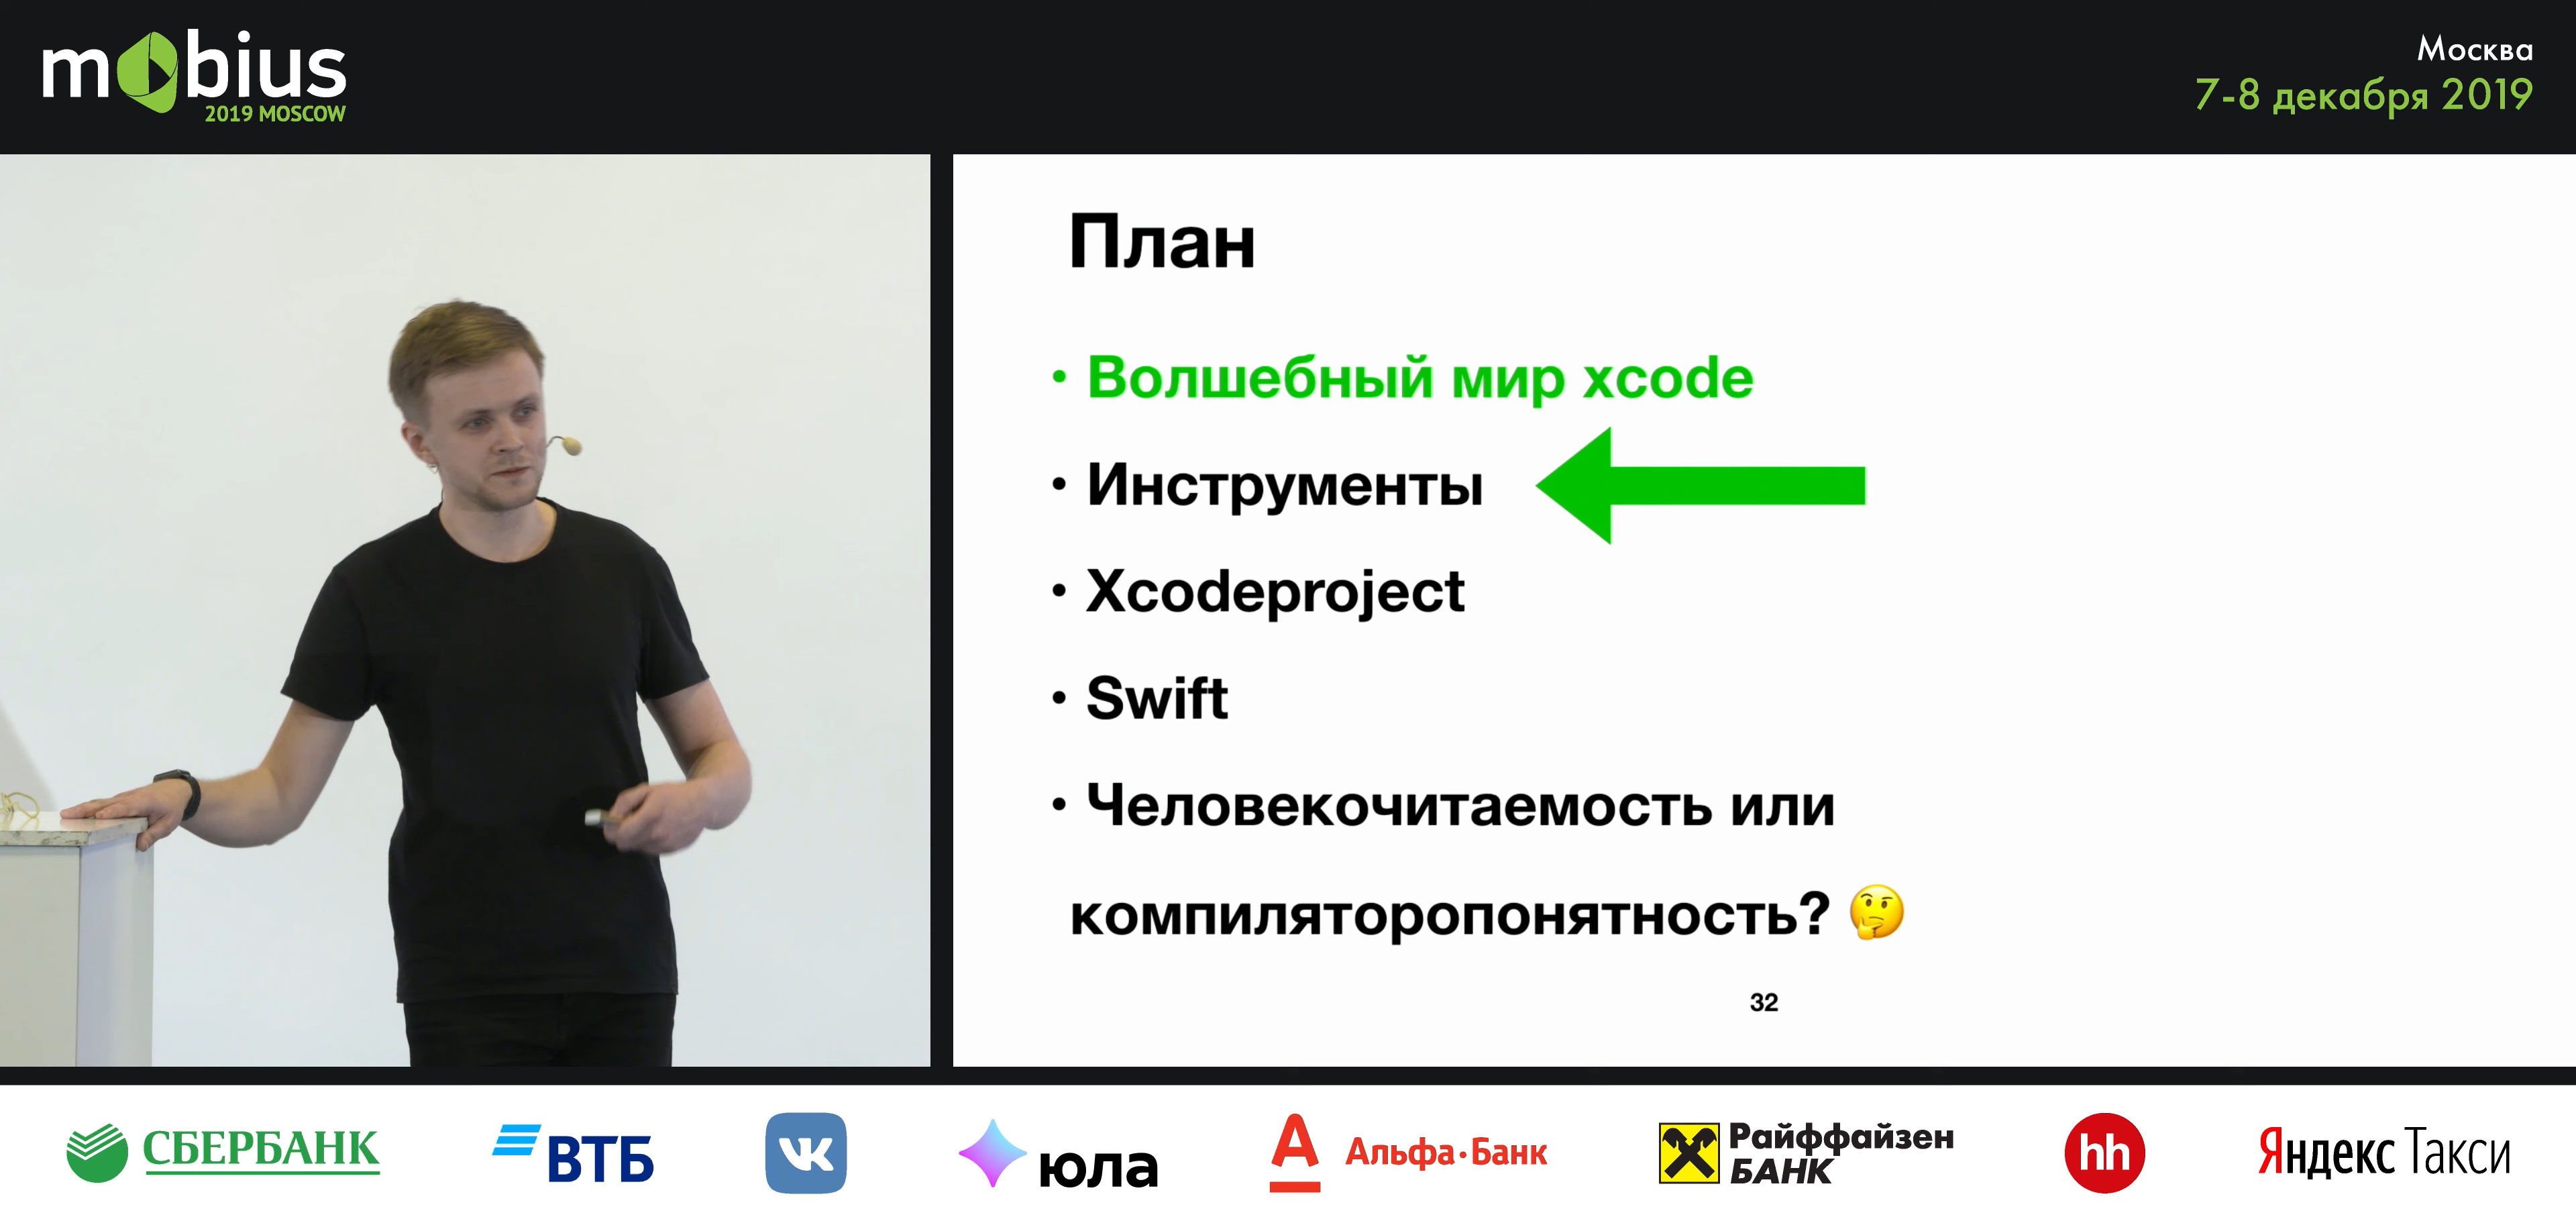 mobius
2019 MOSCOW
Москва
7-8 декабря 2019
План
• Волшебный мир xcode
• Инструменты
• Xcodeproject
• Swift
• Человекочитаемость или
компиляторопонятность? 🤔
32
СБЕРБАНК
ВТБ
VK
юла
А Альфа·Банк
Райффайзен
БАНК
hh
Яндекс Такси